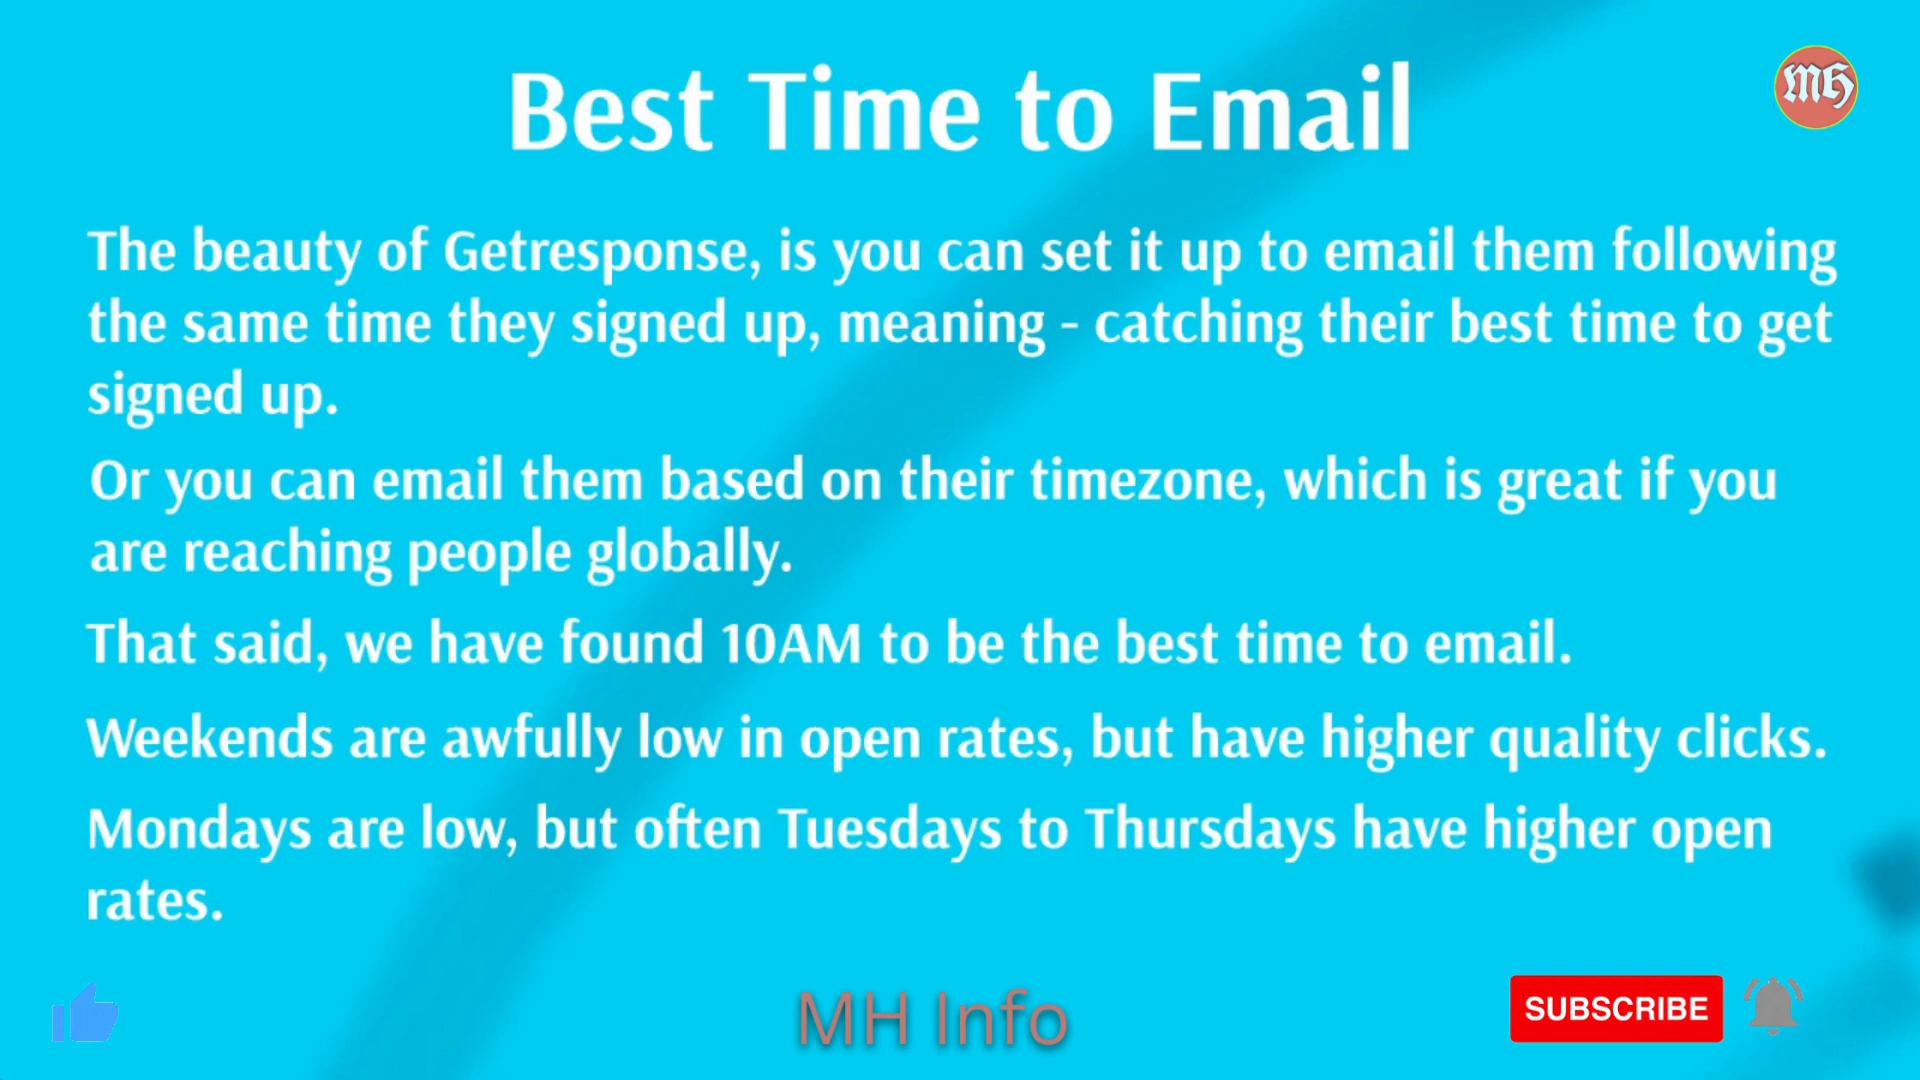 Best Time to Email
MH
The beauty of Getresponse, is you can set it up to email them following
the same time they signed up, meaning - catching their best time to get
signed up.
Or you can email them based on their timezone, which is great if you
are reaching people globally.
That said, we have found 10AM to be the best time to email.
Weekends are awfully low in open rates, but have higher quality clicks.
Mondays are low, but often Tuesdays to Thursdays have higher open
rates.
MH Info
SUBSCRIBE